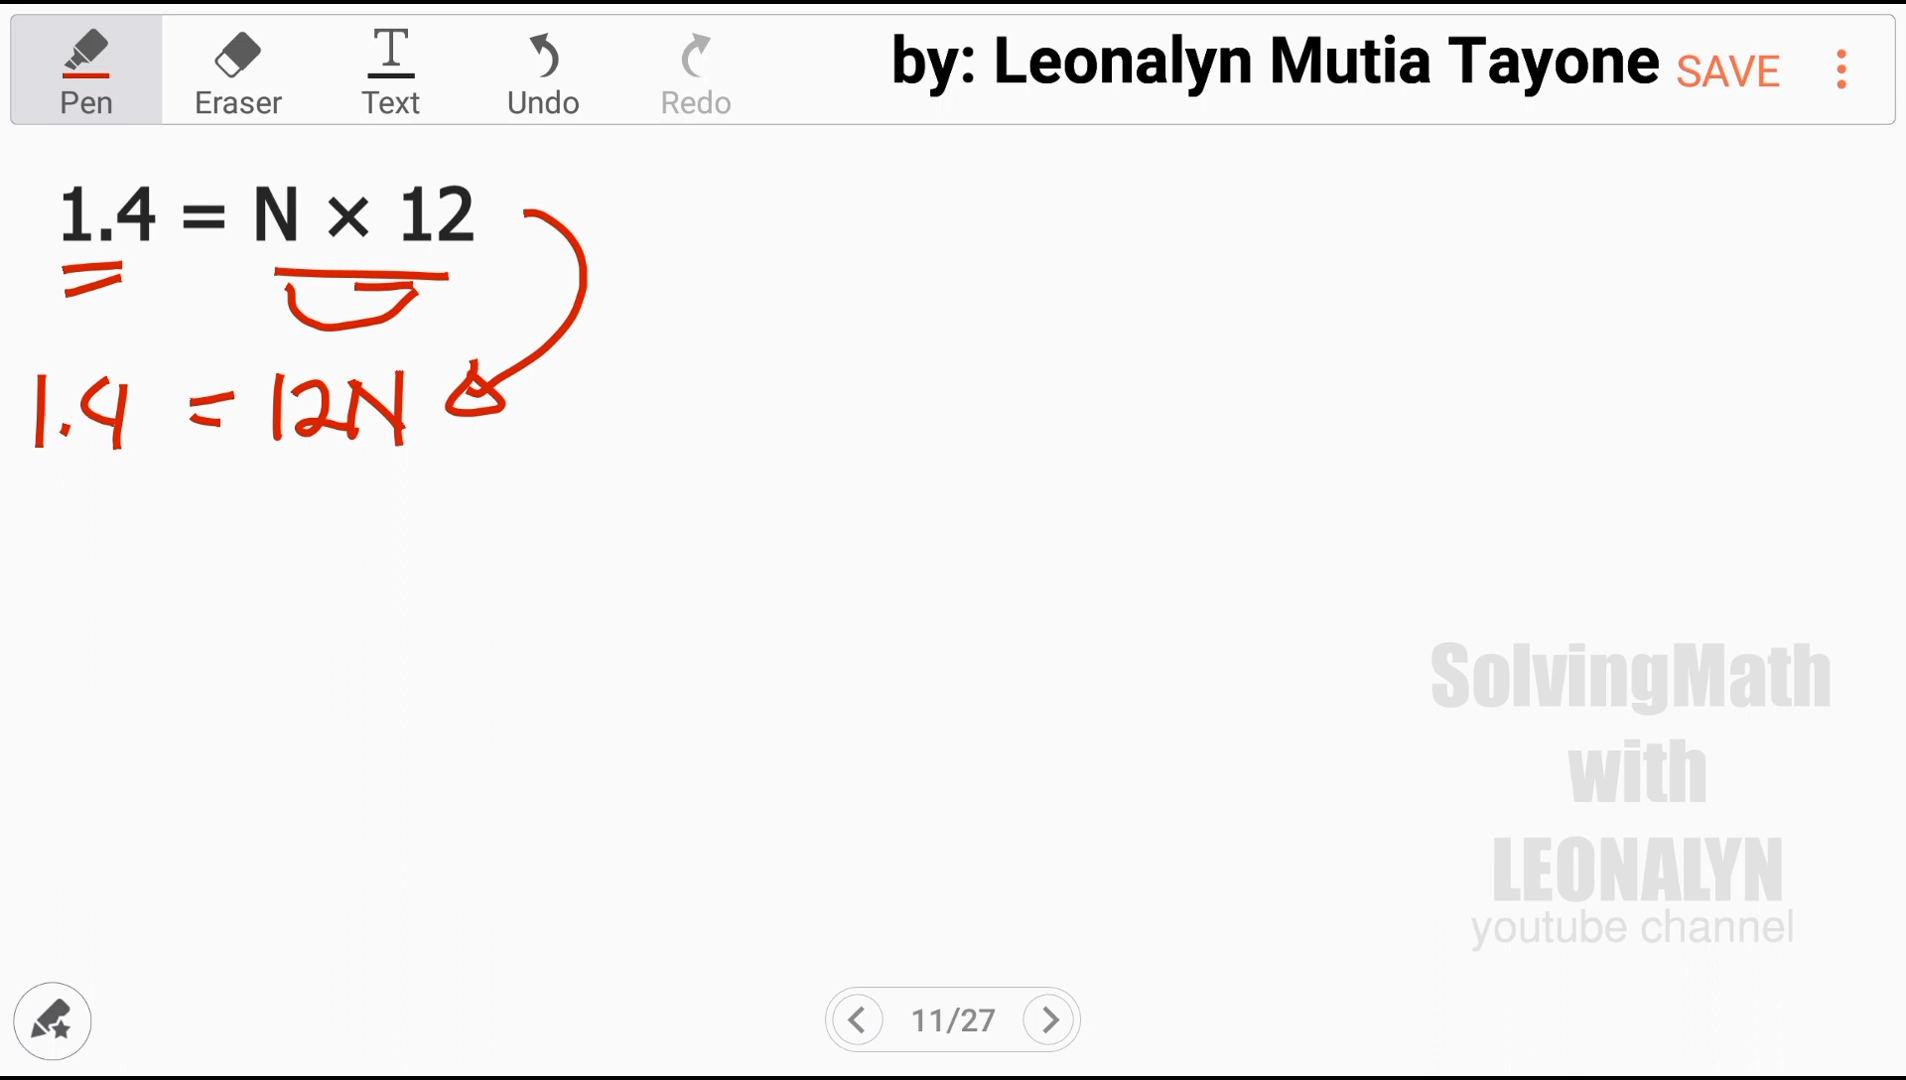 Pen Eraser Text Undo Redo by: Leonalyn Mutia Tayone SAVE
1.4 = N × 12
1.4 = 12N
SolvingMath
with
LEONALYN
youtube channel
11/27